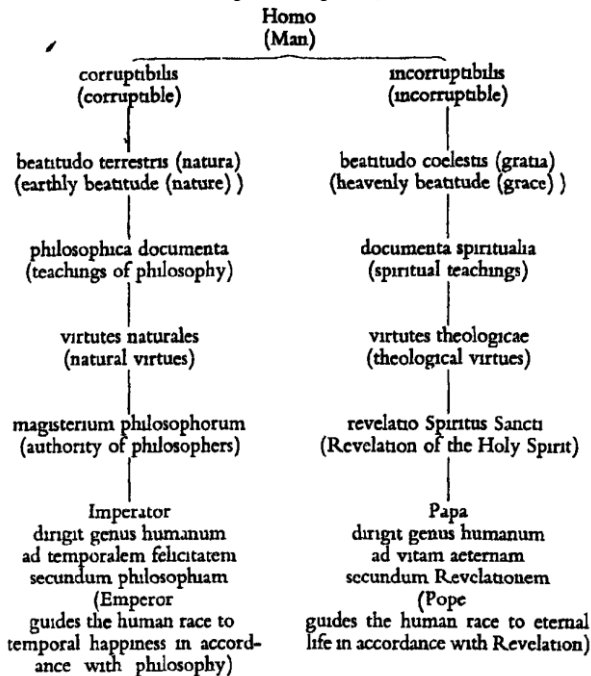 Homo
(Man)
corruptibilis
(corruptible)
incorruptibilis
(incorruptible)
beatitudo terrestris (natura)
(earthly beatitude (nature) )
beatitudo coelestis (gratia)
(heavenly beatitude (grace) )
philosophica documenta
(teachings of philosophy)
documenta spiritualia
(spiritual teachings)
virtutes naturales
(natural virtues)
virtutes theologicae
(theological virtues)
magisterium philosophorum
(authority of philosophers)
revelatio Spiritus Sancti
(Revelation of the Holy Spirit)
Imperator
dirigit genus humanum
ad temporalem felicitatem
secundum philosophiam
(Emperor
guides the human race to
temporal happiness in accord-
ance with philosophy)
Papa
dirigit genus humanum
ad vitam aeternam
secundum Revelationem
(Pope
guides the human race to eternal
life in accordance with Revelation)